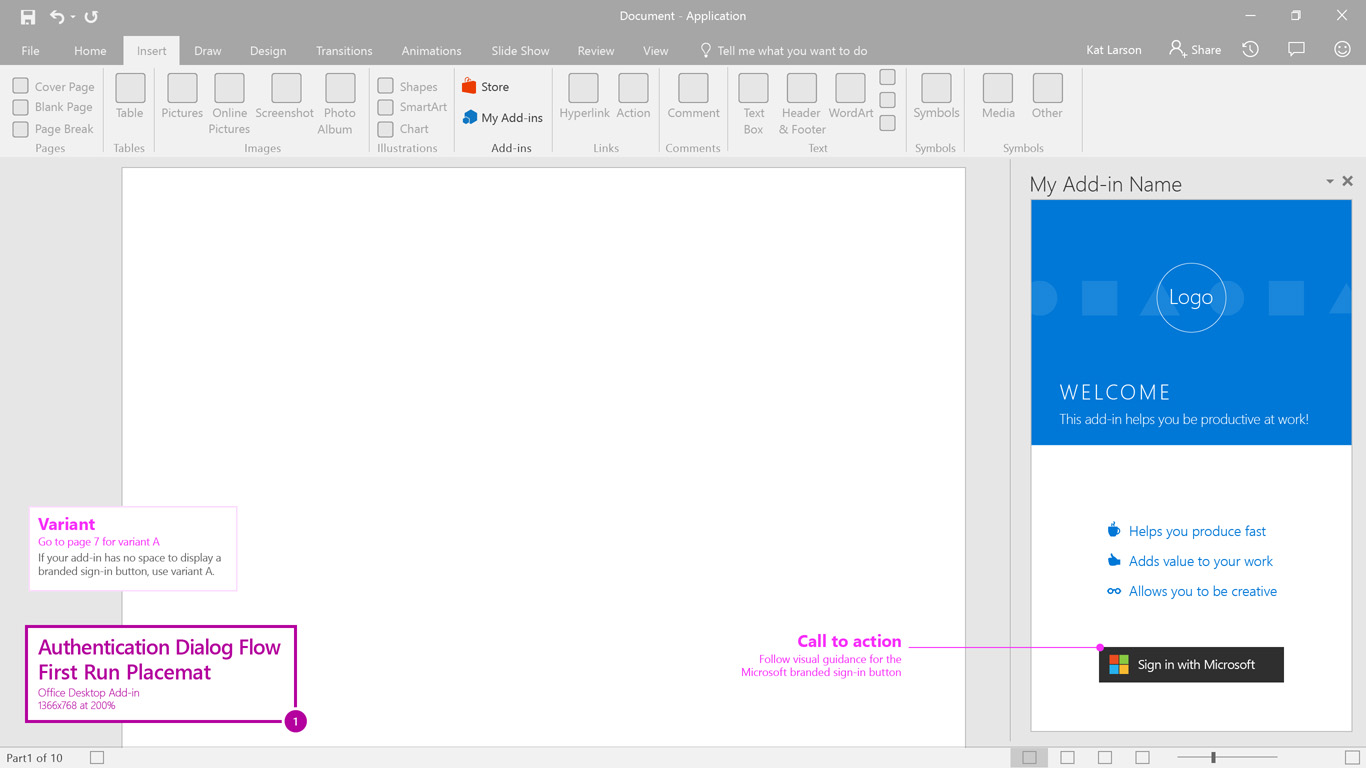 Document - Application
File Home Insert Draw Design Transitions Animations Slide Show Review View Tell me what you want to do Kat Larson Share
Cover Page
Blank Page
Page Break
Pages
Table
Tables
Pictures
Online
Pictures
Screenshot
Photo
Album
Images
Shapes
SmartArt
Chart
Illustrations
Store
My Add-ins
Add-ins
Hyperlink
Action
Links
Comment
Comments
Text
Box
Header
& Footer
WordArt
Text
Symbols
Symbols
Media
Other
Symbols
My Add-in Name
Logo
WELCOME
This add-in helps you be productive at work!
Helps you produce fast
Adds value to your work
Allows you to be creative
Sign in with Microsoft
Variant
Go to page 7 for variant A
If your add-in has no space to display a
branded sign-in button, use variant A.
Authentication Dialog Flow
First Run Placemat
Office Desktop Add-in
1366x768 at 200%
1
Call to action
Follow visual guidance for the
Microsoft branded sign-in button
Part1 of 10